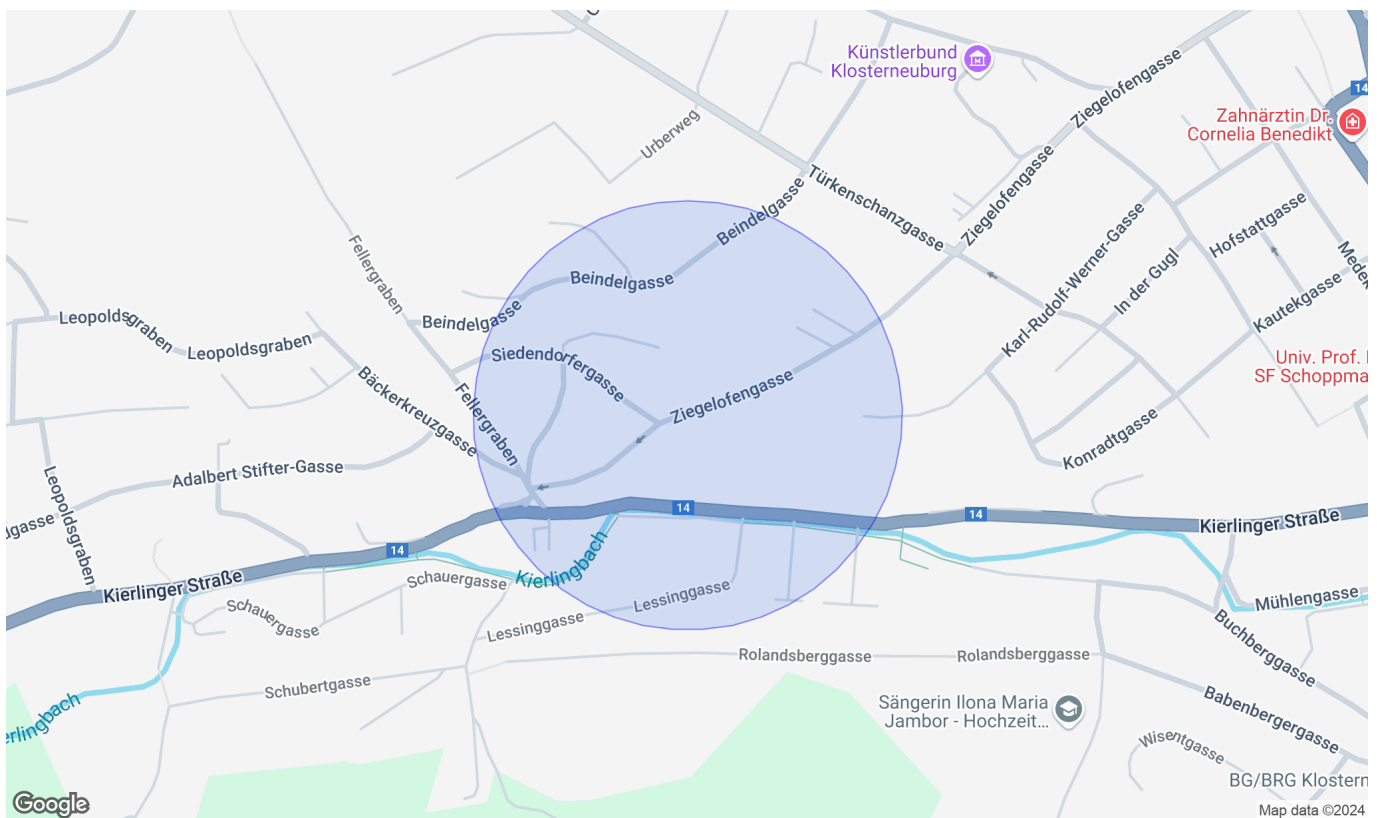 Künstlerbund
Klosterneuburg
Ziegelofengasse
14
Zahnärztin Dr.
Cornelia Benedikt
Urberweg
Türkenschanzgasse
Ziegelofengasse
Beindelgasse
Karl-Rudolf-Werner-Gasse
Hofstattgasse
In der Gugl
Medek
Fellergraben
Beindelgasse
Kautekgasse
Leopoldsgraben
Leopoldsgraben
Beindelgasse
Siedendorfergasse
Univ. Prof.
SF Schoppma
Bäckerkreuzgasse
Fellergraben
Ziegelofengasse
Konradtgasse
Adalbert Stifter-Gasse
Leopoldsgraben
gasse
14
14
Kierlinger Straße
14
Kierlinger Straße
Schauergasse
Kierlingbach
Schauergasse
Lessinggasse
Lessinggasse
Mühlengasse
Buchberggasse
Rolandsberggasse
Rolandsberggasse
Schubertgasse
Babenbergergasse
Sängerin Ilona Maria
Jambor - Hochzeit...
erlingbach
Wisentgasse
BG/BRG Klostern
Google
Map data ©2024